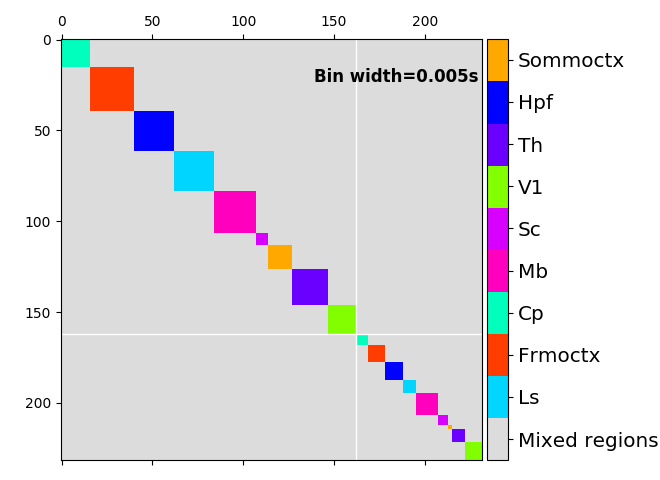 0 50 100 150 200
0
50
100
150
200
Bin width=0.005s
Sommoctx
Hpf
Th
V1
Sc
Mb
Cp
Frmoctx
Ls
Mixed regions